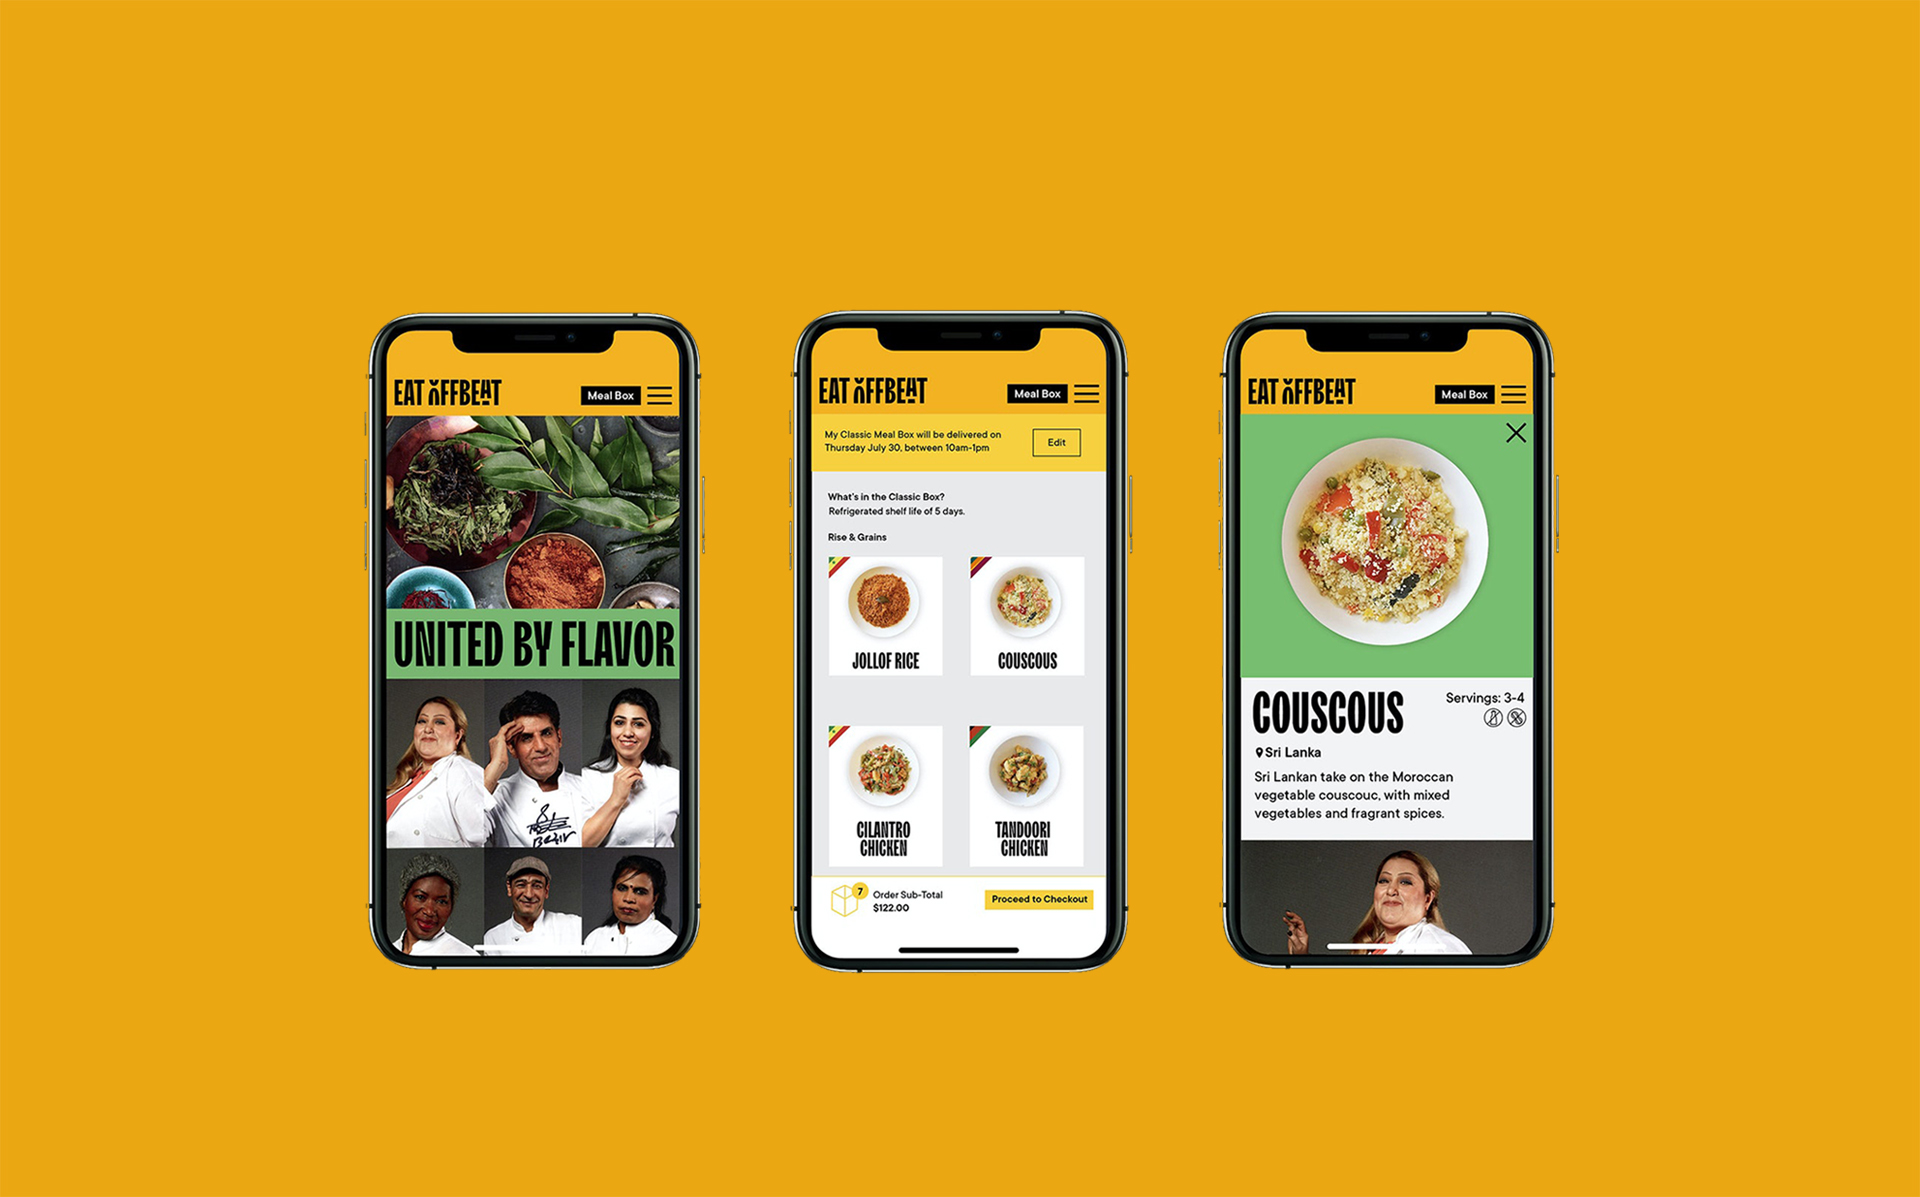 EAT OFFBEAT
Meal Box
UNITED BY FLAVOR
EAT OFFBEAT
Meal Box
My Classic Meal Box will be delivered on
Thursday July 30, between 10am-1pm
Edit
What's in the Classic Box?
Refrigerated shelf life of 5 days.
Rise & Grains
JOLLOF RICE
COUSCOUS
CILANTRO
CHICKEN
TANDOORI
CHICKEN
7
Order Sub-Total
$122.00
Proceed to Checkout
EAT OFFBEAT
Meal Box
COUSCOUS
Servings: 3-4
Sri Lanka
Sri Lankan take on the Moroccan
vegetable couscouc, with mixed
vegetables and fragrant spices.